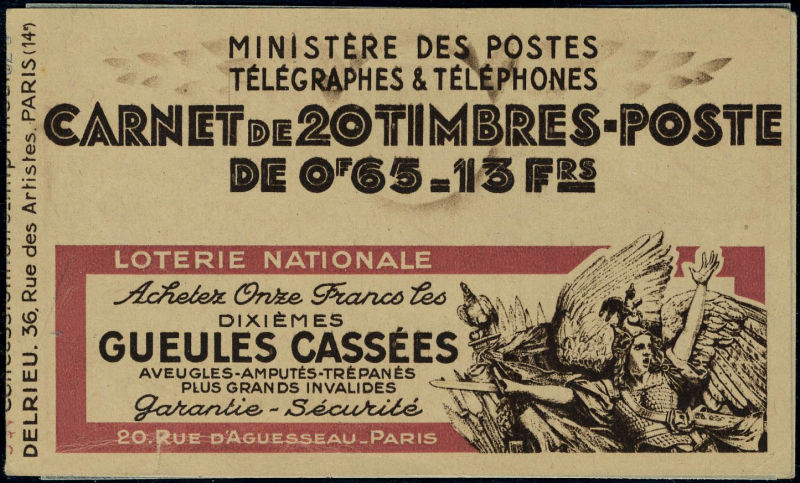 MINISTÈRE DES POSTES
TÉLÉGRAPHES & TÉLÉPHONES
CARNET DE 20 TIMBRES-POSTE
DE 0F65=13 FRS
LOTERIE NATIONALE
Achetez Onze Francs les
DIXIÈMES
GUEULES CASSÉES
AVEUGLES-AMPUTÉS-TRÉPANÉS
PLUS GRANDS INVALIDES
Garantie - Sécurité
20. RUE D'AGUESSEAU_PARIS
DELRIEU. 36, Rue des Artistes. PARIS (14e)